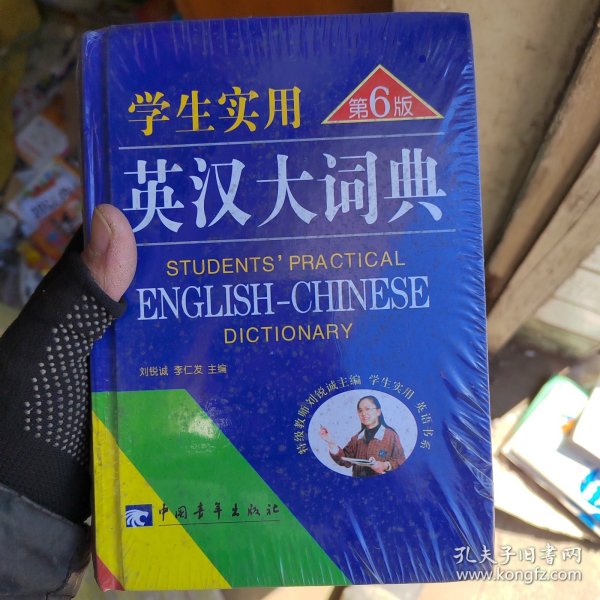 学生实用
第6版
英汉大词典
STUDENTS' PRACTICAL
ENGLISH-CHINESE
DICTIONARY
刘锐诚 李仁发 主编
特级教师刘锐诚主编 学生实用 英语书系
中国青年出版社
孔夫子旧书网
www.kongfz.com